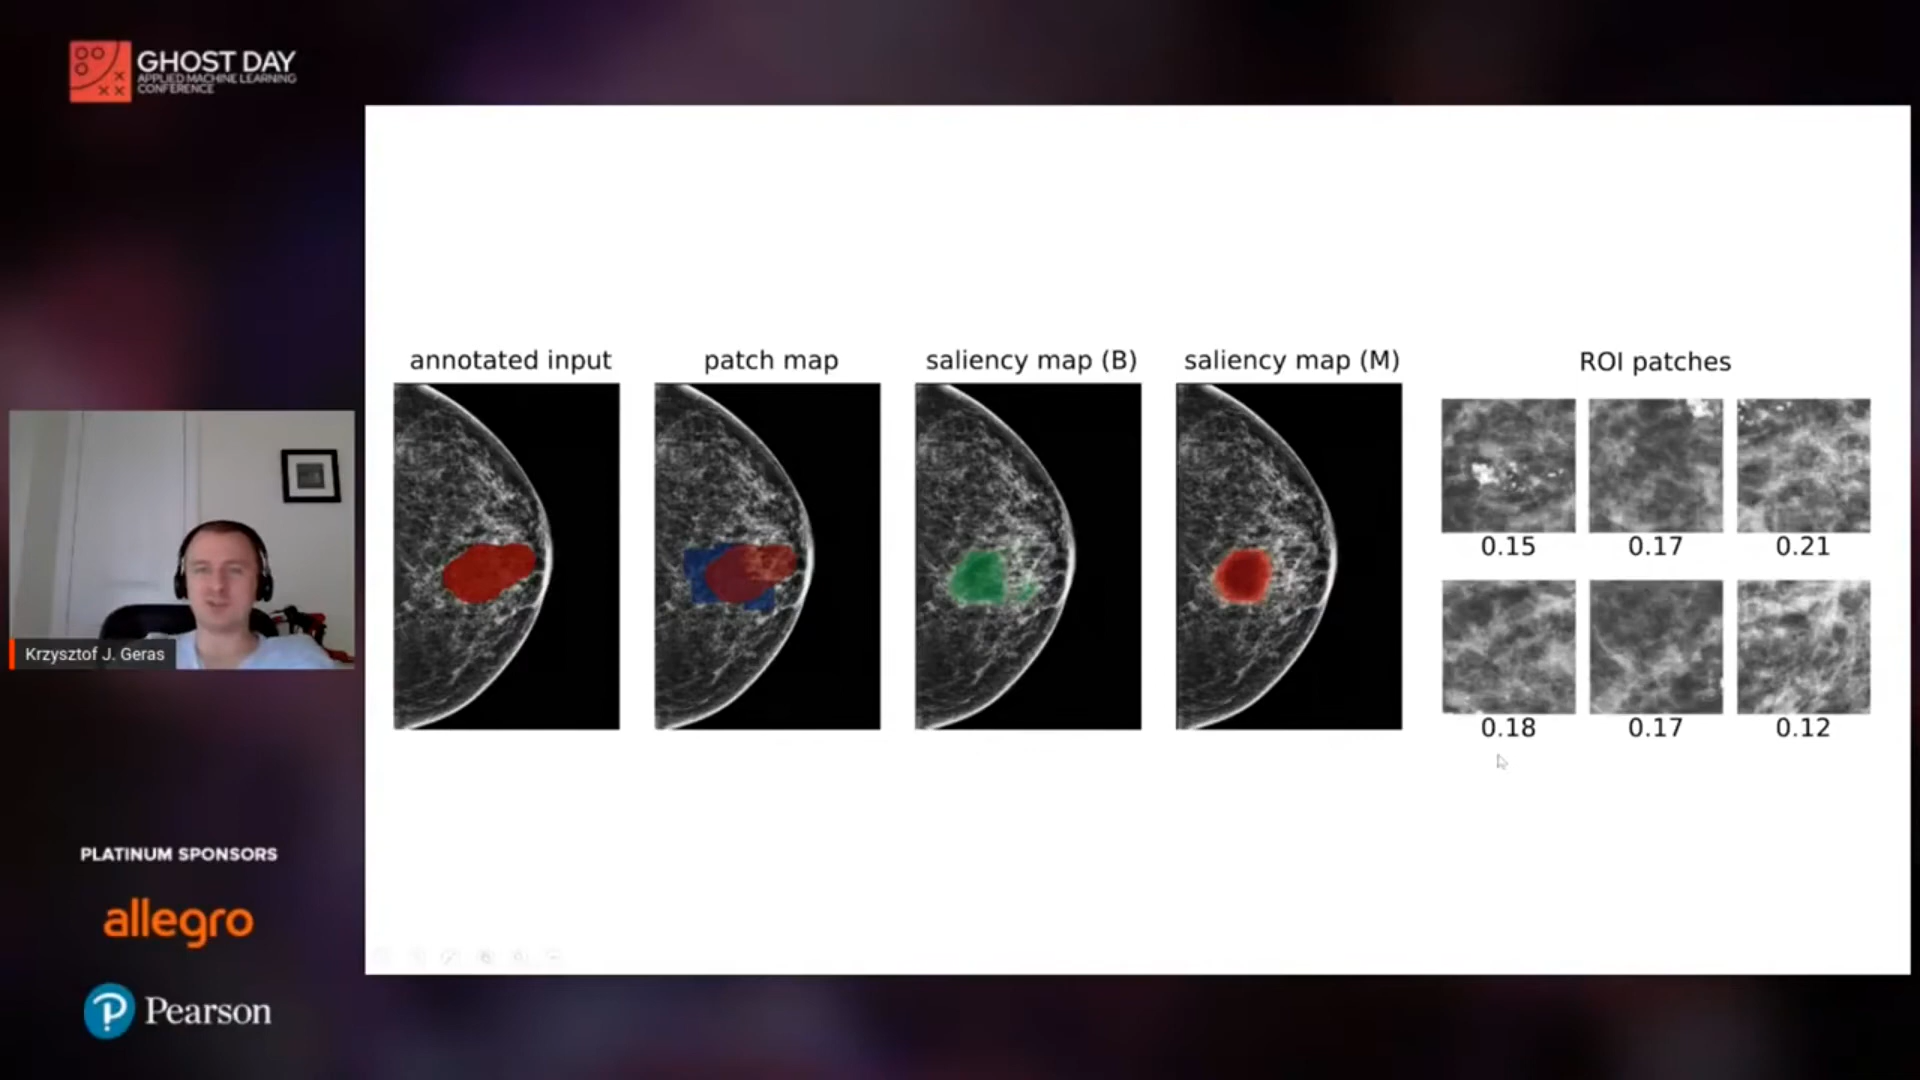 GHOST DAY
APPLIED MACHINE LEARNING
CONFERENCE
annotated input
patch map
saliency map (B)
saliency map (M)
ROI patches
0.15
0.17
0.21
0.18
0.17
0.12
Krzysztof J. Geras
PLATINUM SPONSORS
allegro
Pearson